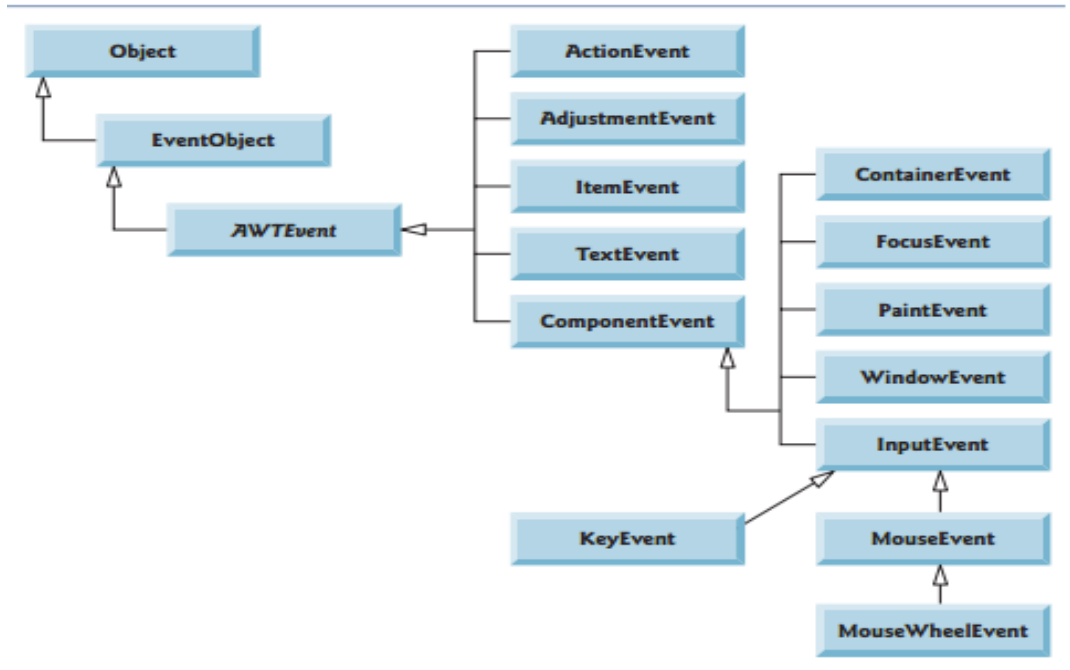 Object
EventObject
AWTEvent
ActionEvent
AdjustmentEvent
ItemEvent
TextEvent
ComponentEvent
ContainerEvent
FocusEvent
PaintEvent
WindowEvent
InputEvent
KeyEvent
MouseEvent
MouseWheelEvent